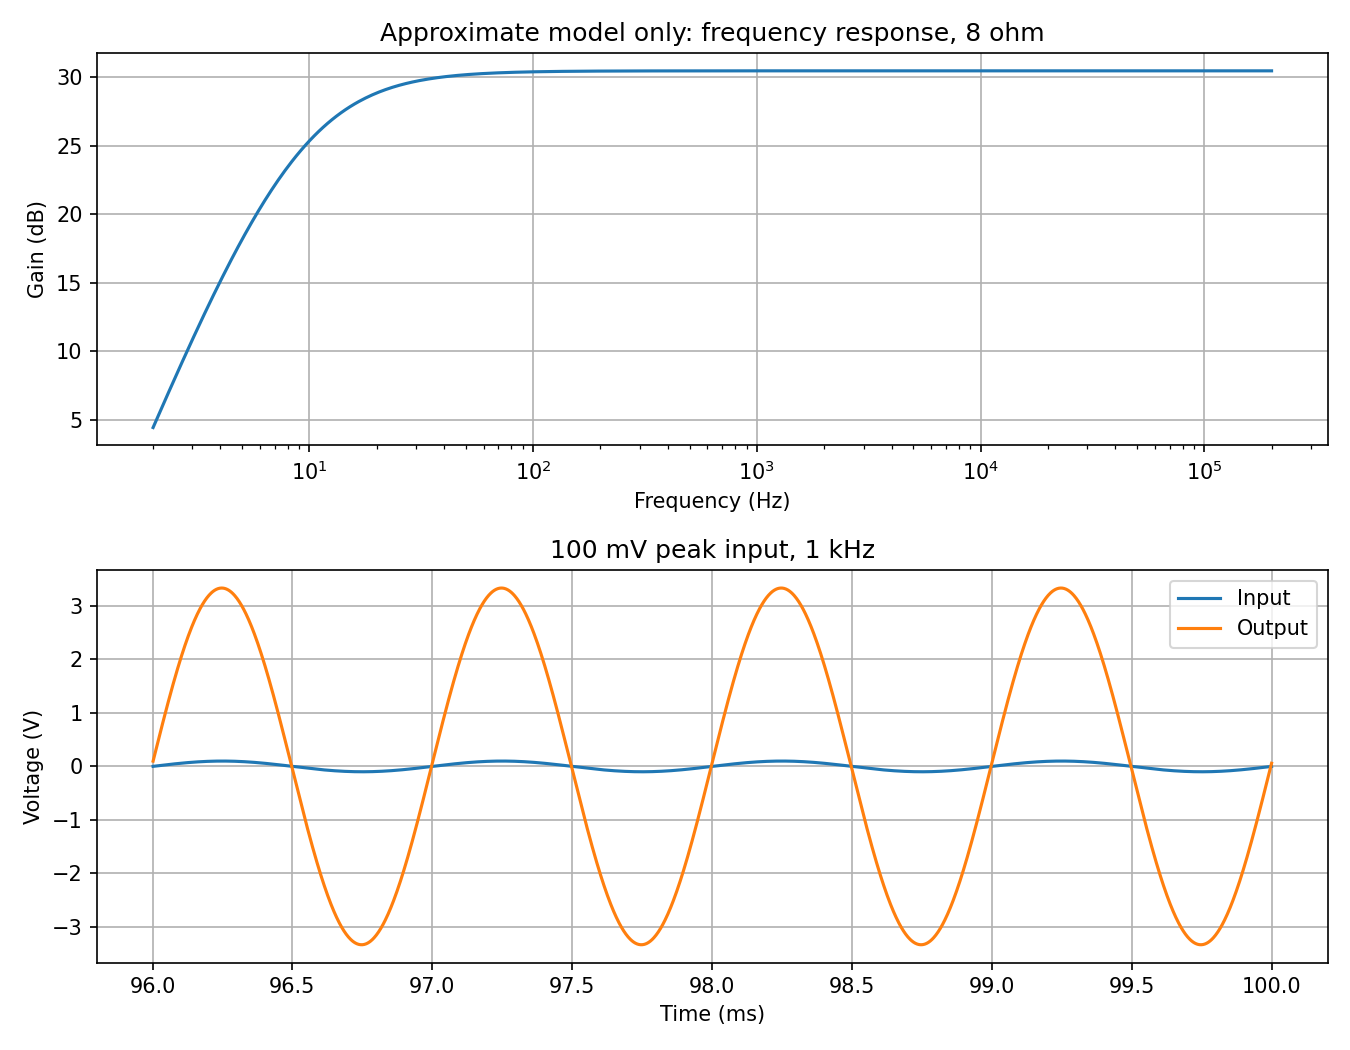 Approximate model only: frequency response, 8 ohm
30
25
20
15
10
5
Gain (dB)
10¹ 10² 10³ 10⁴ 10⁵
Frequency (Hz)
100 mV peak input, 1 kHz
Input
Output
3
2
1
0
−1
−2
−3
Voltage (V)
96.0 96.5 97.0 97.5 98.0 98.5 99.0 99.5 100.0
Time (ms)